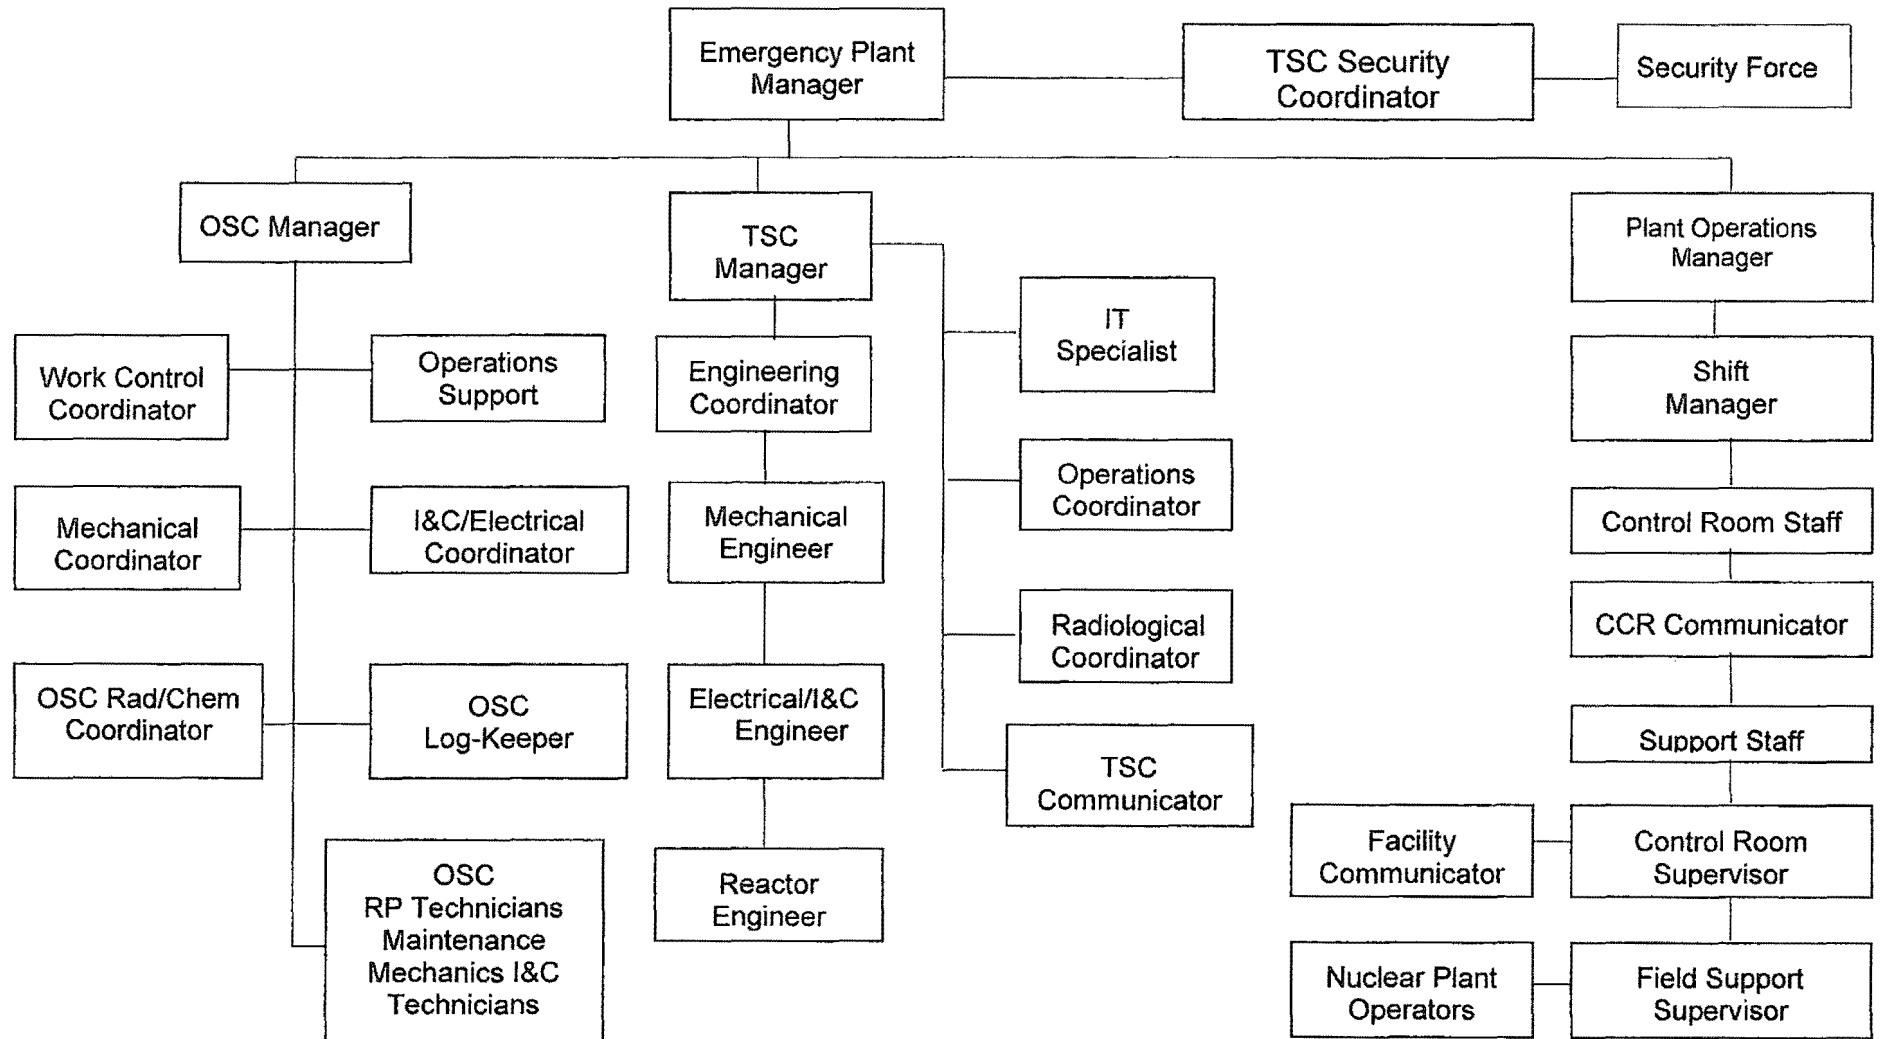 Emergency Plant
Manager
TSC Security
Coordinator
Security Force
OSC Manager
TSC
Manager
Plant Operations
Manager
IT
Specialist
Work Control
Coordinator
Operations
Support
Engineering
Coordinator
Shift
Manager
Operations
Coordinator
Mechanical
Coordinator
I&C/Electrical
Coordinator
Mechanical
Engineer
Control Room Staff
Radiological
Coordinator
CCR Communicator
OSC Rad/Chem
Coordinator
OSC
Log-Keeper
Electrical/I&C
Engineer
TSC
Communicator
Support Staff
Facility
Communicator
Control Room
Supervisor
OSC
RP Technicians
Maintenance
Mechanics I&C
Technicians
Reactor
Engineer
Nuclear Plant
Operators
Field Support
Supervisor